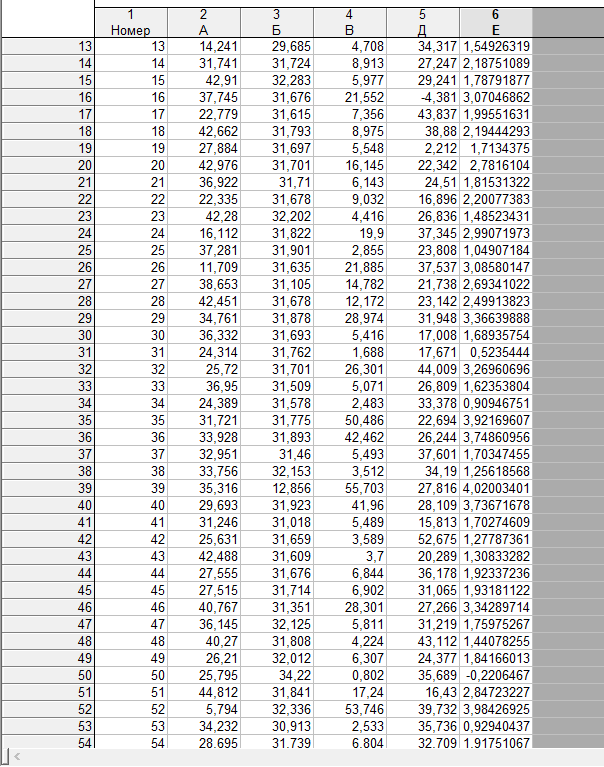 1 2 3 4 5 6
Номер А Б В Д Е
13 13 14,241 29,685 4,708 34,317 1,54926319
14 14 31,741 31,724 8,913 27,247 2,18751089
15 15 42,91 32,283 5,977 29,241 1,78791877
16 16 37,745 31,676 21,552 -4,381 3,07046862
17 17 22,779 31,615 7,356 43,837 1,99551631
18 18 42,662 31,793 8,975 38,88 2,19444293
19 19 27,884 31,697 5,548 2,212 1,7134375
20 20 42,976 31,701 16,145 22,342 2,7816104
21 21 36,922 31,71 6,143 24,51 1,81531322
22 22 22,335 31,678 9,032 16,896 2,20077383
23 23 42,28 32,202 4,416 26,836 1,48523431
24 24 16,112 31,822 19,9 37,345 2,99071973
25 25 37,281 31,901 2,855 23,808 1,04907184
26 26 11,709 31,635 21,885 37,537 3,08580147
27 27 38,653 31,105 14,782 21,738 2,69341022
28 28 42,451 31,678 12,172 23,142 2,49913823
29 29 34,761 31,878 28,974 31,948 3,36639888
30 30 36,332 31,693 5,416 17,008 1,68935754
31 31 24,314 31,762 1,688 17,671 0,5235444
32 32 25,72 31,701 26,301 44,009 3,26960696
33 33 36,95 31,509 5,071 26,809 1,62353804
34 34 24,389 31,578 2,483 33,378 0,90946751
35 35 31,721 31,775 50,486 22,694 3,92169607
36 36 33,928 31,893 42,462 26,244 3,74860956
37 37 32,951 31,46 5,493 37,601 1,70347455
38 38 33,756 32,153 3,512 34,19 1,25618568
39 39 35,316 12,856 55,703 27,816 4,02003401
40 40 29,693 31,923 41,96 28,109 3,73671678
41 41 31,246 31,018 5,489 15,813 1,70274609
42 42 25,631 31,659 3,589 52,675 1,27787361
43 43 42,488 31,609 3,7 20,289 1,30833282
44 44 27,555 31,676 6,844 36,178 1,92337236
45 45 27,515 31,714 6,902 31,065 1,93181122
46 46 40,767 31,351 28,301 27,266 3,34289714
47 47 36,145 32,125 5,811 31,219 1,75975267
48 48 40,27 31,808 4,224 43,112 1,44078255
49 49 26,21 32,012 6,307 24,377 1,84166013
50 50 25,795 34,22 0,802 35,689 -0,2206467
51 51 44,812 31,841 17,24 16,43 2,84723227
52 52 5,794 32,336 53,746 39,732 3,98426925
53 53 34,232 30,913 2,533 35,736 0,92940437
54 54 28,695 31,739 6,804 32,709 1,91751067